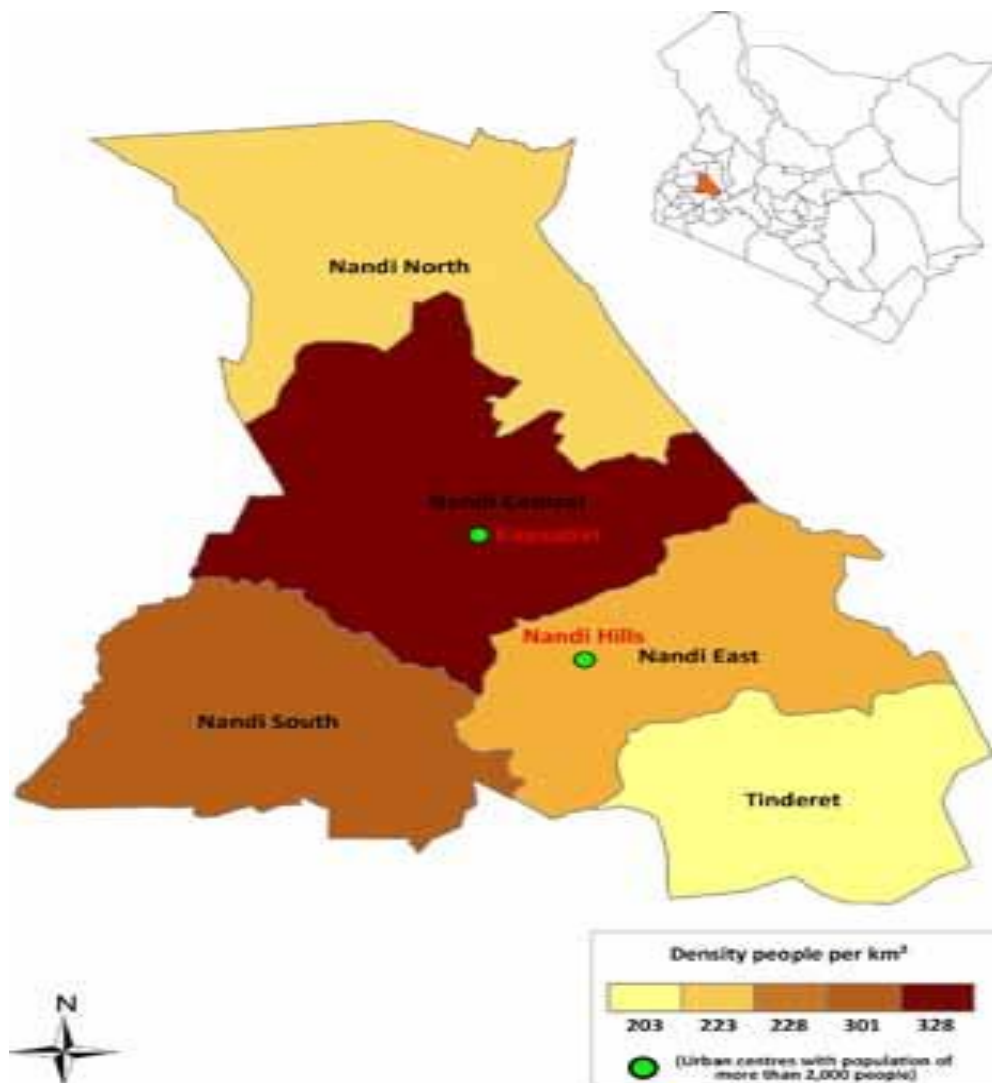 Nandi North
Nandi Central
Kapsabet
Nandi Hills
Nandi East
Nandi South
Tinderet
Density people per km²
203 223 228 301 328
N
(Urban centres with population of
more than 2,000 people)